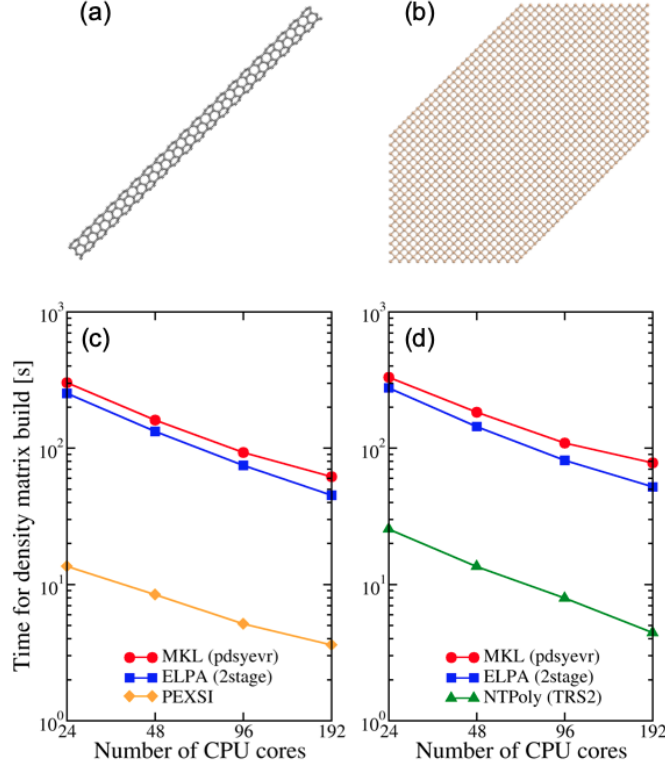 (a)
(b)
Time for density matrix build [s]
10³
10²
10¹
10⁰
(c)
MKL (pdsyevr)
ELPA (2stage)
PEXSI
24
48
96
192
Number of CPU cores
10³
10²
10¹
10⁰
(d)
MKL (pdsyevr)
ELPA (2stage)
NTPoly (TRS2)
24
48
96
192
Number of CPU cores